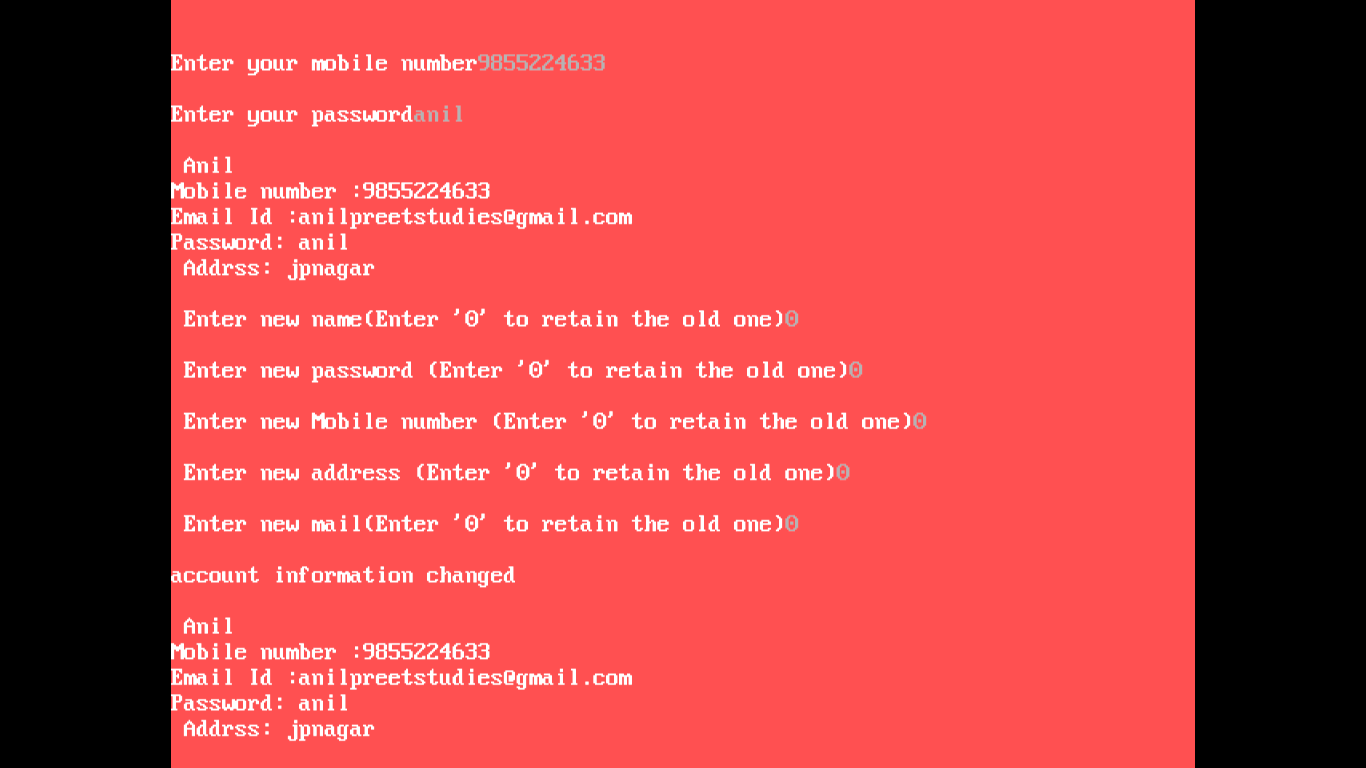 Enter your mobile number9855224633
Enter your passwordanil
Anil
Mobile number :9855224633
Email Id :anilpreetstudies@gmail.com
Password: anil
Addrss: jpnagar
Enter new name(Enter '0' to retain the old one)0
Enter new password (Enter '0' to retain the old one)0
Enter new Mobile number (Enter '0' to retain the old one)0
Enter new address (Enter '0' to retain the old one)0
Enter new mail(Enter '0' to retain the old one)0
account information changed
Anil
Mobile number :9855224633
Email Id :anilpreetstudies@gmail.com
Password: anil
Addrss: jpnagar